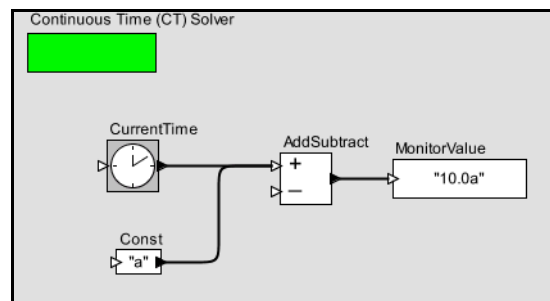 Continuous Time (CT) Solver
CurrentTime
AddSubtract
MonitorValue
+
"10.0a"
–
Const
"a"